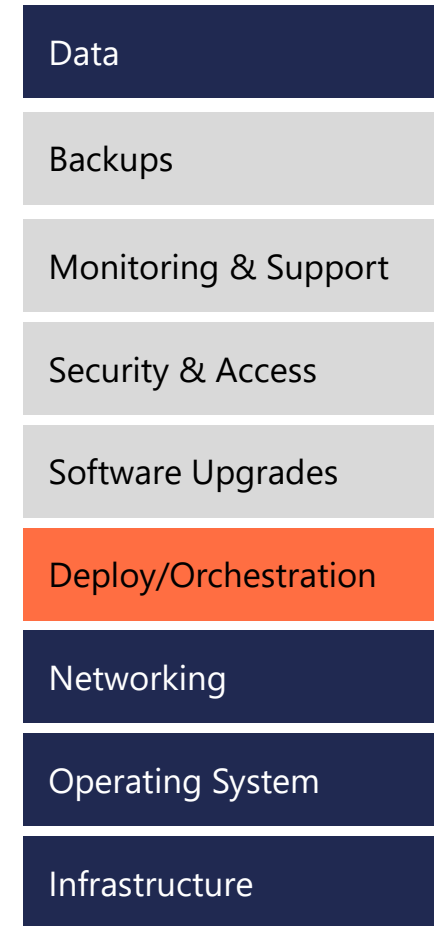 Data
Backups
Monitoring & Support
Security & Access
Software Upgrades
Deploy/Orchestration
Networking
Operating System
Infrastructure